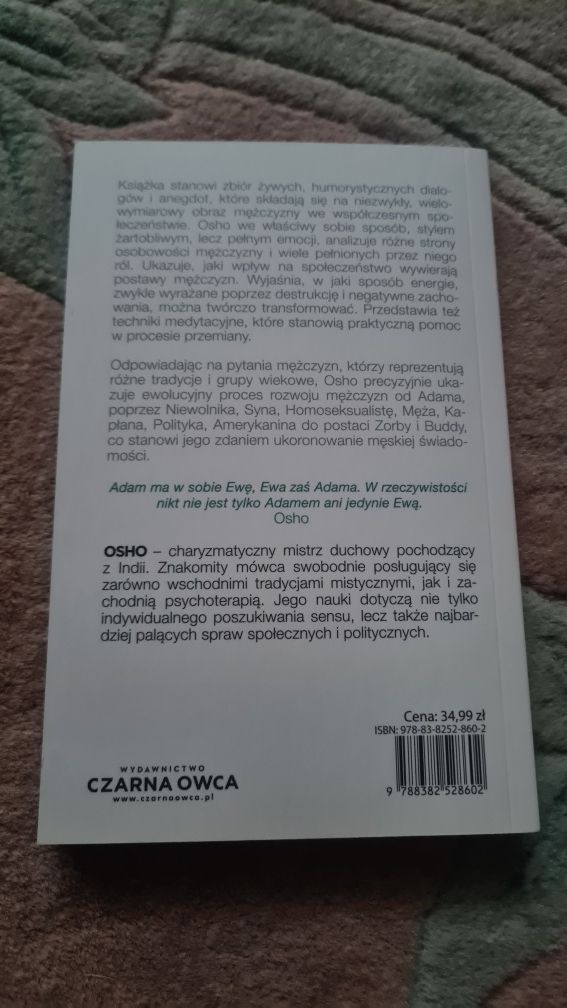 Książka stanowi zbiór żywych, humorystycznych dialo-
gów i anegdot, które składają się na niezwykły, wielo-
wymiarowy obraz mężczyzny we współczesnym spo-
łeczeństwie. Osho we właściwy sobie sposób, stylem
żartobliwym, lecz pełnym emocji, analizuje różne strony
osobowości mężczyzny i wiele pełnionych przez niego
ról. Ukazuje, jaki wpływ na społeczeństwo wywierają
postawy mężczyzn. Wyjaśnia, w jaki sposób energie,
zwykle wyrażane poprzez destrukcję i negatywne zacho-
wania, można twórczo transformować. Przedstawia też
techniki medytacyjne, które stanowią praktyczną pomoc
w procesie przemiany.
Odpowiadając na pytania mężczyzn, którzy reprezentują
różne tradycje i grupy wiekowe, Osho precyzyjnie uka-
zuje ewolucyjny proces rozwoju mężczyzn od Adama,
poprzez Niewolnika, Syna, Homoseksualistę, Męża, Ka-
płana, Polityka, Amerykanina do postaci Zorby i Buddy,
co stanowi jego zdaniem ukoronowanie męskiej świado-
mości.
Adam ma w sobie Ewę, Ewa zaś Adama. W rzeczywistości
nikt nie jest tylko Adamem ani jedynie Ewą.
Osho
OSHO – charyzmatyczny mistrz duchowy pochodzący
z Indii. Znakomity mówca swobodnie posługujący się
zarówno wschodnimi tradycjami mistycznymi, jak i za-
chodnią psychoterapią. Jego nauki dotyczą nie tylko
indywidualnego poszukiwania sensu, lecz także najbar-
dziej palących spraw społecznych i politycznych.
Cena: 34,99 zł
ISBN: 978-83-8252-860-2
9 788382 528602
WYDAWNICTWO
CZARNA OWCA
www.czarnaowca.pl